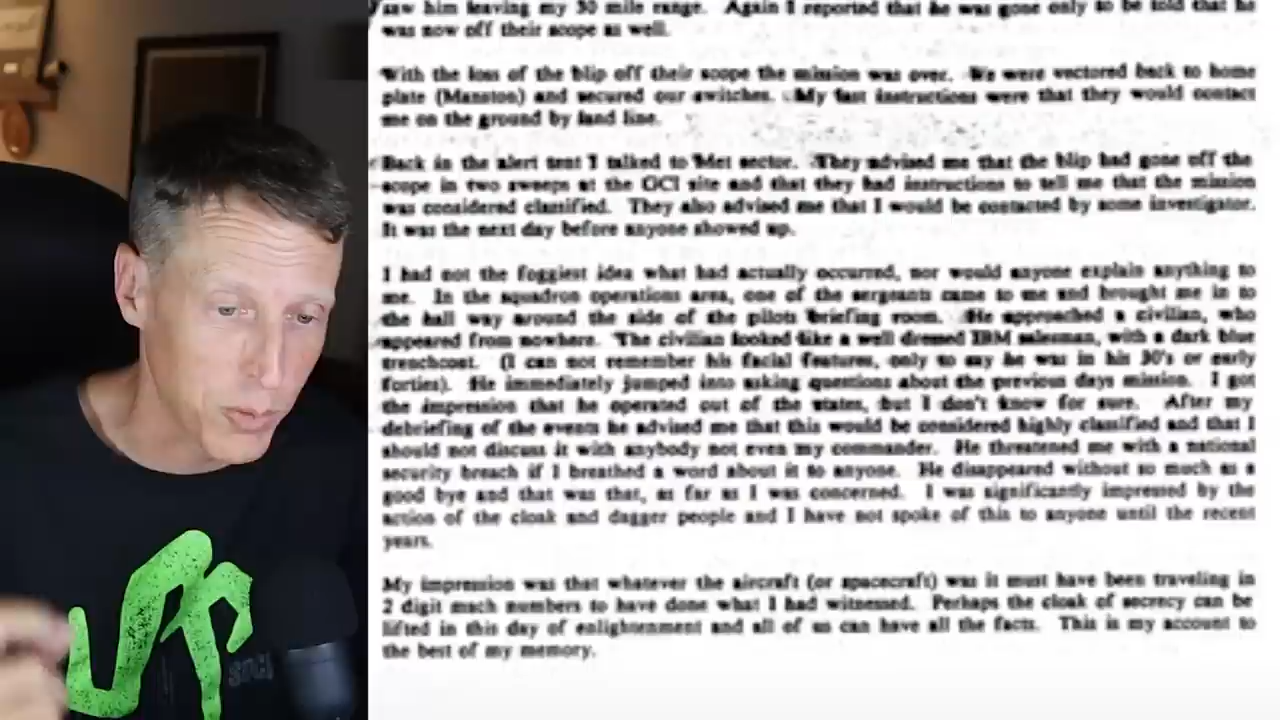 saw him leaving my 30 mile range. Again I reported that he was gone only to be told that he
was now off their scope as well.
With the loss of the blip off their scope the mission was over. We were vectored back to home
plate (Manston) and secured our switches. My last instructions were that they would contact
me on the ground by land line.
Back in the alert tent I talked to Met sector. They advised me that the blip had gone off the
scope in two sweeps at the GCI site and that they had instructions to tell me that the mission
was considered classified. They also advised me that I would be contacted by some investigator.
It was the next day before anyone showed up.
I had not the foggiest idea what had actually occurred, nor would anyone explain anything to
me. In the squadron operations area, one of the sergeants came to me and brought me in to
the hall way around the side of the pilots briefing room. He approached a civilian, who
appeared from nowhere. The civilian looked like a well dressed IBM salesman, with a dark blue
trenchcoat. (I can not remember his facial features, only to say he was in his 30's or early
forties). He immediately jumped into asking questions about the previous days mission. I got
the impression that he operated out of the states, but I don't know for sure. After my
debriefing of the events he advised me that this would be considered highly classified and that I
should not discuss it with anybody not even my commander. He threatened me with a national
security breach if I breathed a word about it to anyone. He disappeared without so much as a
good bye and that was that, as far as I was concerned. I was significantly impressed by the
action of the cloak and dagger people and I have not spoke of this to anyone until the recent
years.
My impression was that whatever the aircraft (or spacecraft) was it must have been traveling in
2 digit mach numbers to have done what I had witnessed. Perhaps the cloak of secrecy can be
lifted in this day of enlightenment and all of us can have all the facts. This is my account to
the best of my memory.